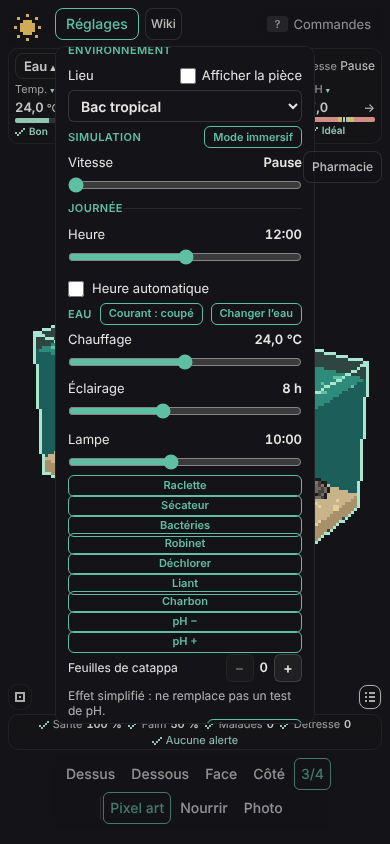 Réglages Wiki ? Commandes
ENVIRONNEMENT
Eau
esse Pause
Lieu Afficher la pièce
Temp.
24,0 °C
Bac tropical
,0 →
Bon
Idéal
SIMULATION Mode immersif
Vitesse Pause
Pharmacie
JOURNÉE
Heure 12:00
Heure automatique
EAU Courant : coupé Changer l'eau
Chauffage 24,0 °C
Éclairage 8 h
Lampe 10:00
Raclette
Sécateur
Bactéries
Robinet
Déchlorer
Liant
Charbon
pH −
pH +
Feuilles de catappa − 0 +
Effet simplifié : ne remplace pas un test
de pH.
Santé 100 % Faim 50 % Malades 0 Détresse 0
Aucune alerte
Dessus Dessous Face Côté 3/4
Pixel art Nourrir Photo